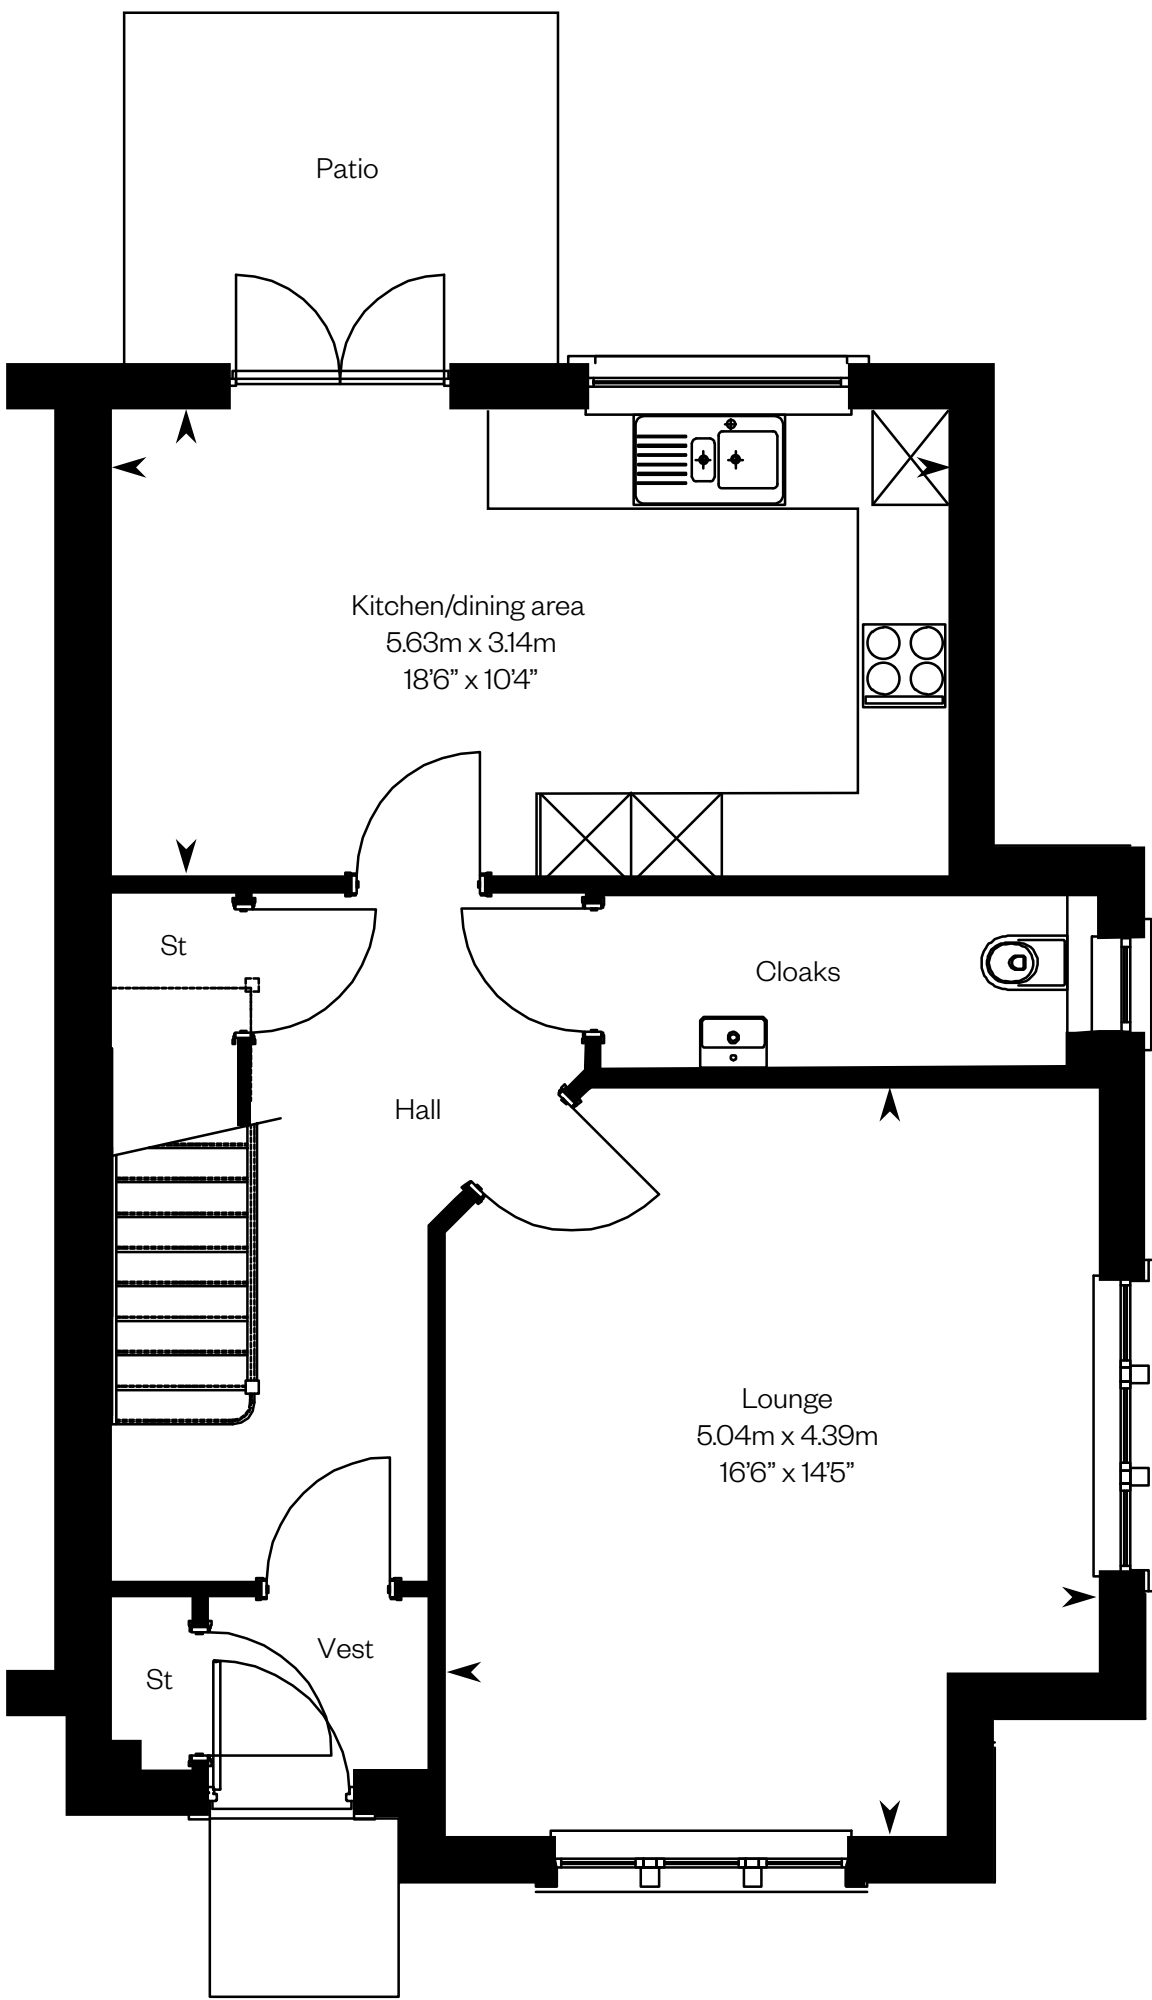 Patio
Kitchen/dining area
5.63m x 3.14m
18’6” x 10’4”
St
Cloaks
Hall
Lounge
5.04m x 4.39m
16’6” x 14’5”
Vest
St